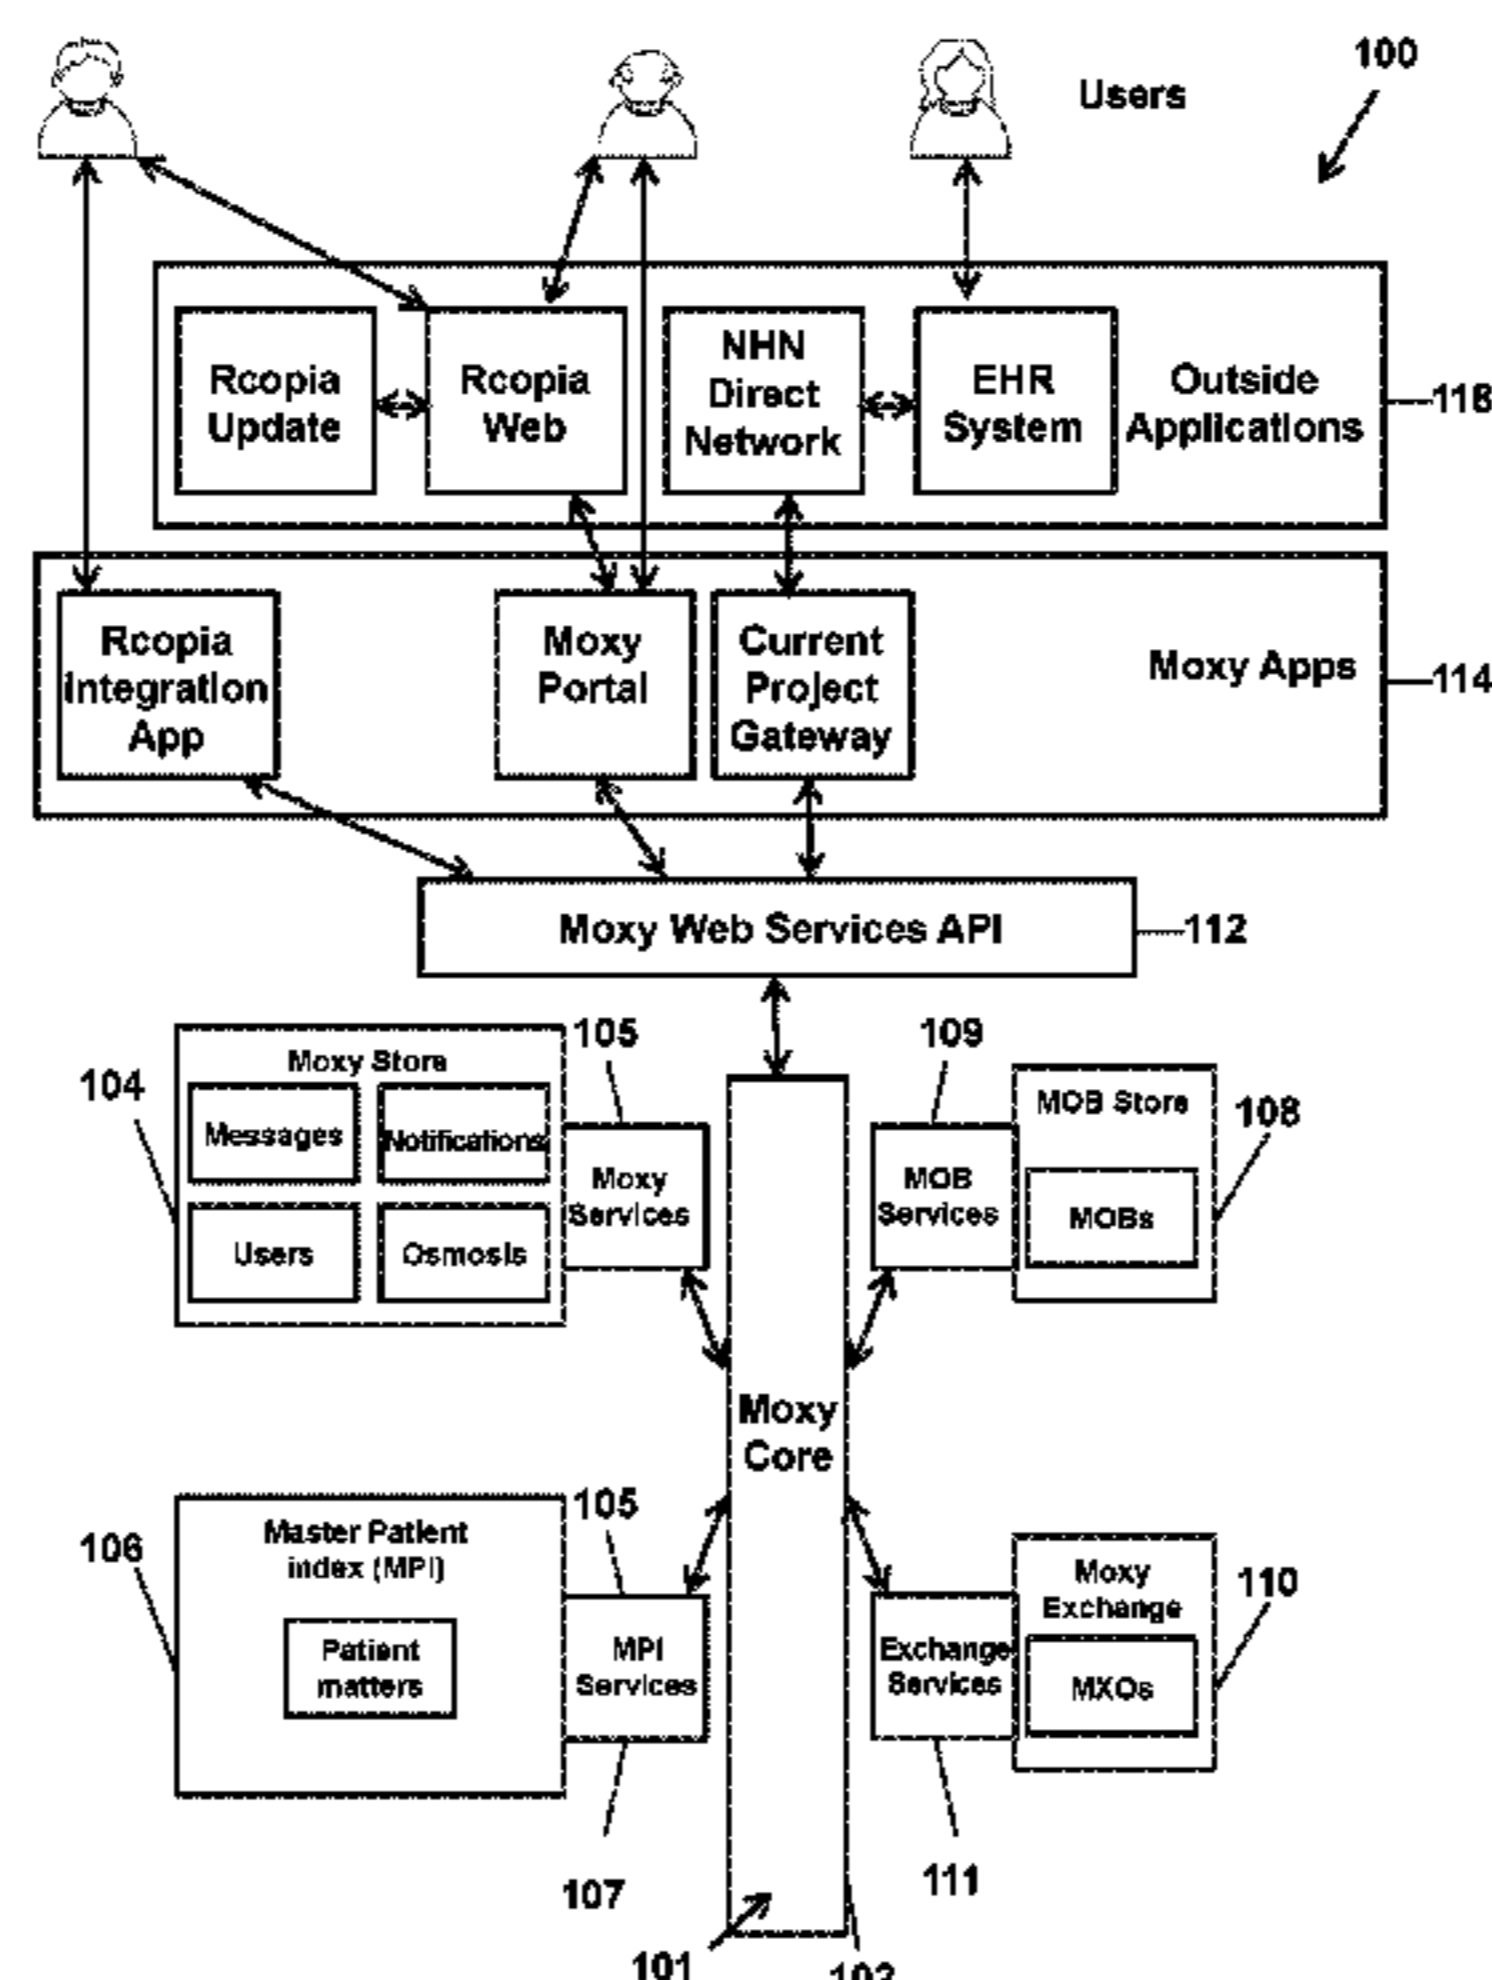 Users
100
Rcopia
Update
Rcopia
Web
NHN
Direct
Network
EHR
System
Outside
Applications
118
Rcopia
Integration
App
Moxy
Portal
Current
Project
Gateway
Moxy Apps
114
Moxy Web Services API
112
Moxy Store
104
Messages
Notifications
Users
Osmosis
105
Moxy
Services
109
MOB
Services
MOB Store
MOBs
108
Moxy
Core
Master Patient
index (MPI)
106
Patient
matters
105
MPI
Services
107
Exchange
Services
Moxy
Exchange
MXOs
110
111
101